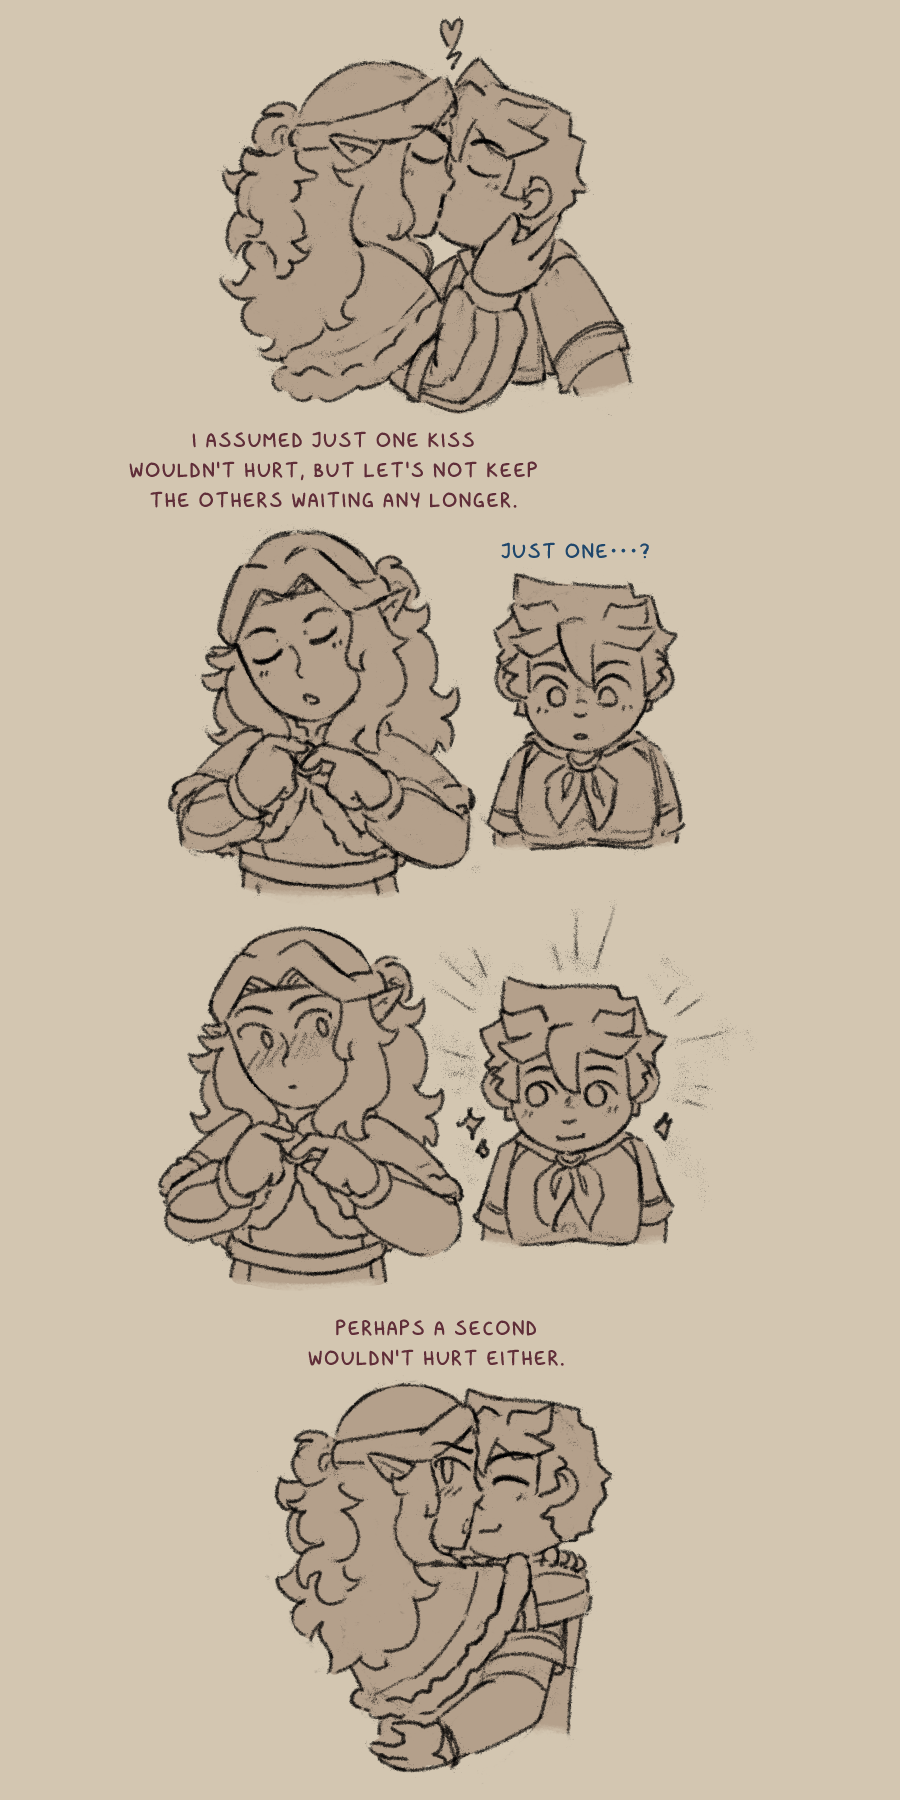 I ASSUMED JUST ONE KISS
WOULDN'T HURT, BUT LET'S NOT KEEP
THE OTHERS WAITING ANY LONGER.
JUST ONE···?
PERHAPS A SECOND
WOULDN'T HURT EITHER.